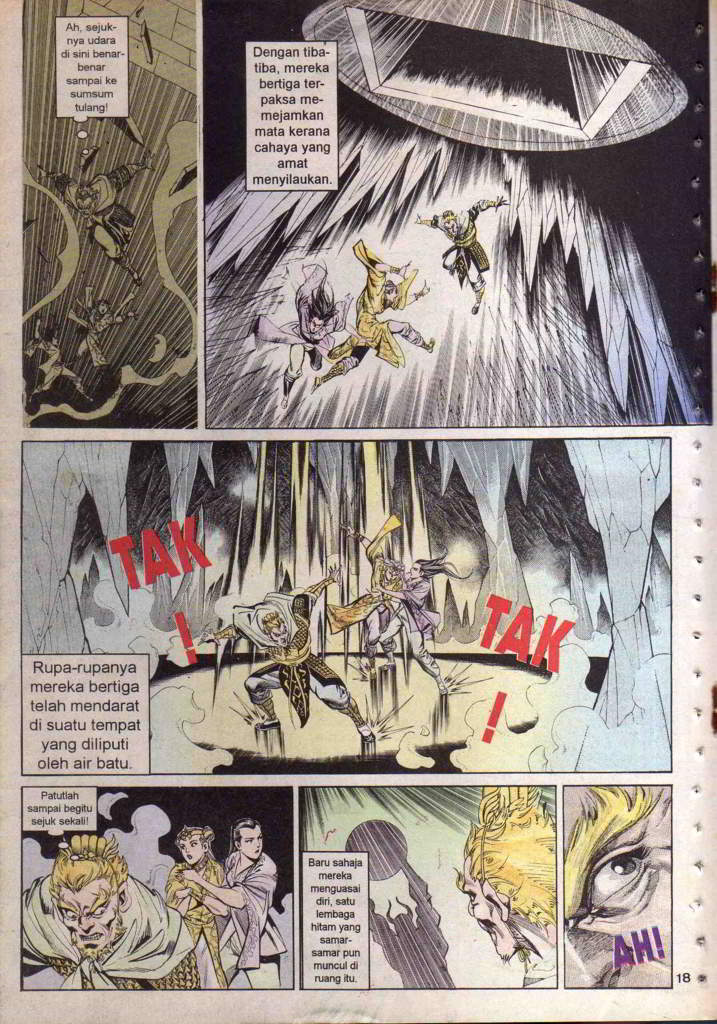 Ah, sejuk-
nya udara
di sini benar-
benar
sampai ke
sumsum
tulang!
Dengan tiba-
tiba, mereka
bertiga ter-
paksa me-
mejamkan
mata kerana
cahaya yang
amat
menyilaukan.
TAK
!
TAK
!
Rupa-rupanya
mereka bertiga
telah mendarat
di suatu tempat
yang diliputi
oleh air batu.
Patutlah
sampai begitu
sejuk sekali!
Baru sahaja
mereka
menguasai
diri, satu
lembaga
hitam yang
samar-
samar pun
muncul di
ruang itu.
AH!
18